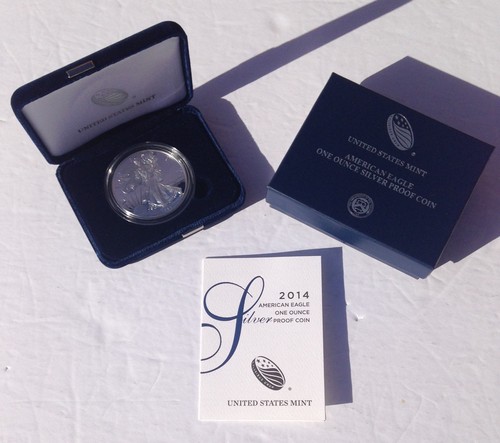 UNITED STATES MINT
UNITED STATES MINT
AMERICAN EAGLE
ONE OUNCE SILVER PROOF COIN
2014
AMERICAN EAGLE
ONE OUNCE
Silver PROOF COIN
UNITED STATES MINT